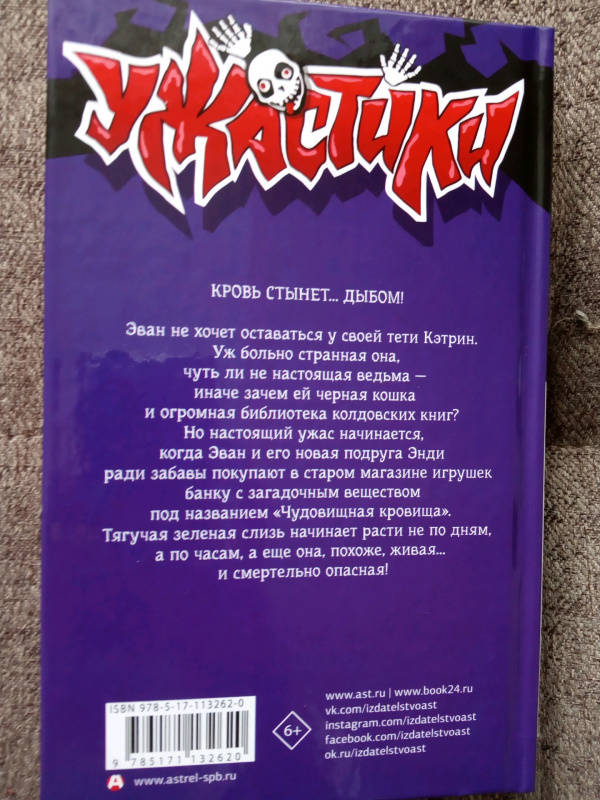 УЖАСТИКИ
КРОВЬ СТЫНЕТ... ДЫБОМ!
Эван не хочет оставаться у своей тети Кэтрин.
Уж больно странная она,
чуть ли не настоящая ведьма —
иначе зачем ей черная кошка
и огромная библиотека колдовских книг?
Но настоящий ужас начинается,
когда Эван и его новая подруга Энди
ради забавы покупают в старом магазине игрушек
банку с загадочным веществом
под названием «Чудовищная кровища».
Тягучая зеленая слизь начинает расти не по дням,
а по часам, а еще она, похоже, живая...
и смертельно опасная!
ISBN 978-5-17-113262-0
9 785171 132620
www.astrel-spb.ru
6+
www.ast.ru | www.book24.ru
vk.com/izdatelstvoast
instagram.com/izdatelstvoast
facebook.com/izdatelstvoast
ok.ru/izdatelstvoast